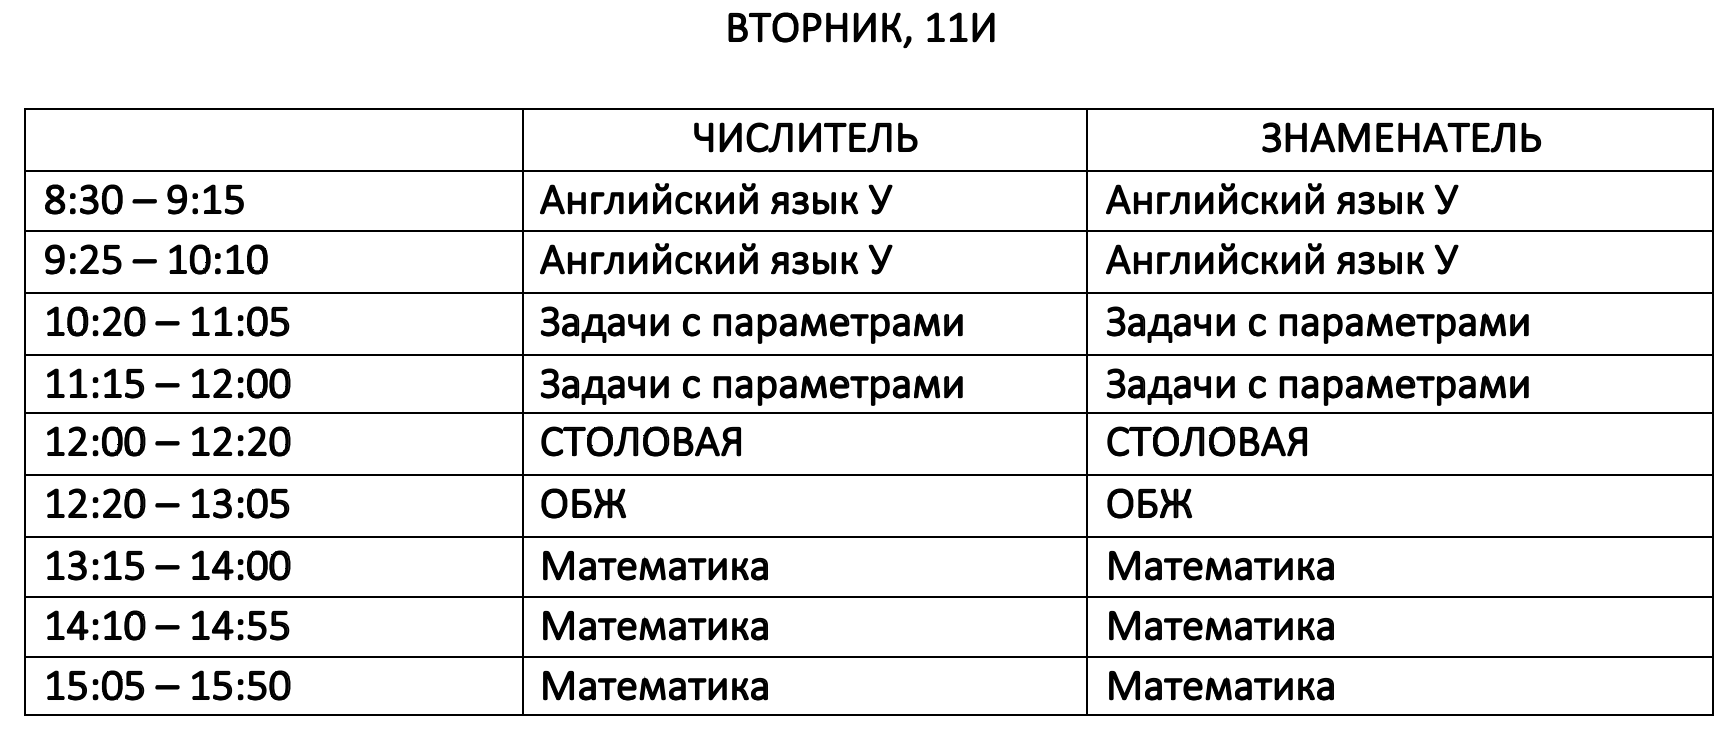 ВТОРНИК, 11И
ЧИСЛИТЕЛЬ ЗНАМЕНАТЕЛЬ
8:30 – 9:15 Английский язык У Английский язык У
9:25 – 10:10 Английский язык У Английский язык У
10:20 – 11:05 Задачи с параметрами Задачи с параметрами
11:15 – 12:00 Задачи с параметрами Задачи с параметрами
12:00 – 12:20 СТОЛОВАЯ СТОЛОВАЯ
12:20 – 13:05 ОБЖ ОБЖ
13:15 – 14:00 Математика Математика
14:10 – 14:55 Математика Математика
15:05 – 15:50 Математика Математика